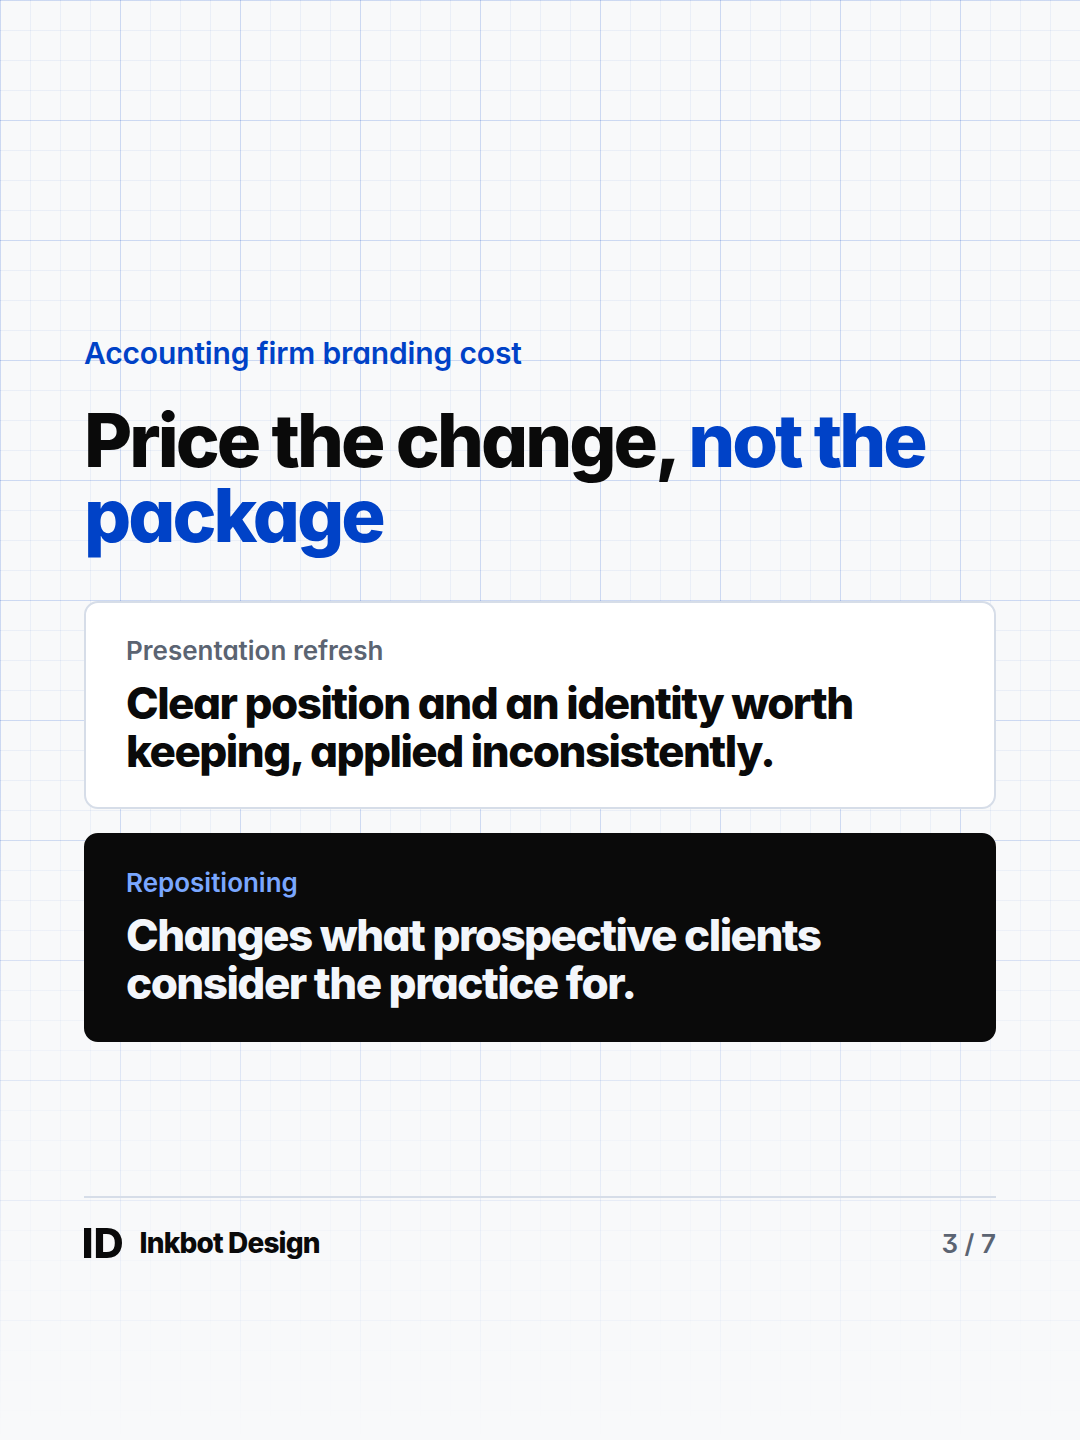 Accounting firm branding cost
Price the change, not the
package
Presentation refresh
Clear position and an identity worth
keeping, applied inconsistently.
Repositioning
Changes what prospective clients
consider the practice for.
ID Inkbot Design
3 / 7